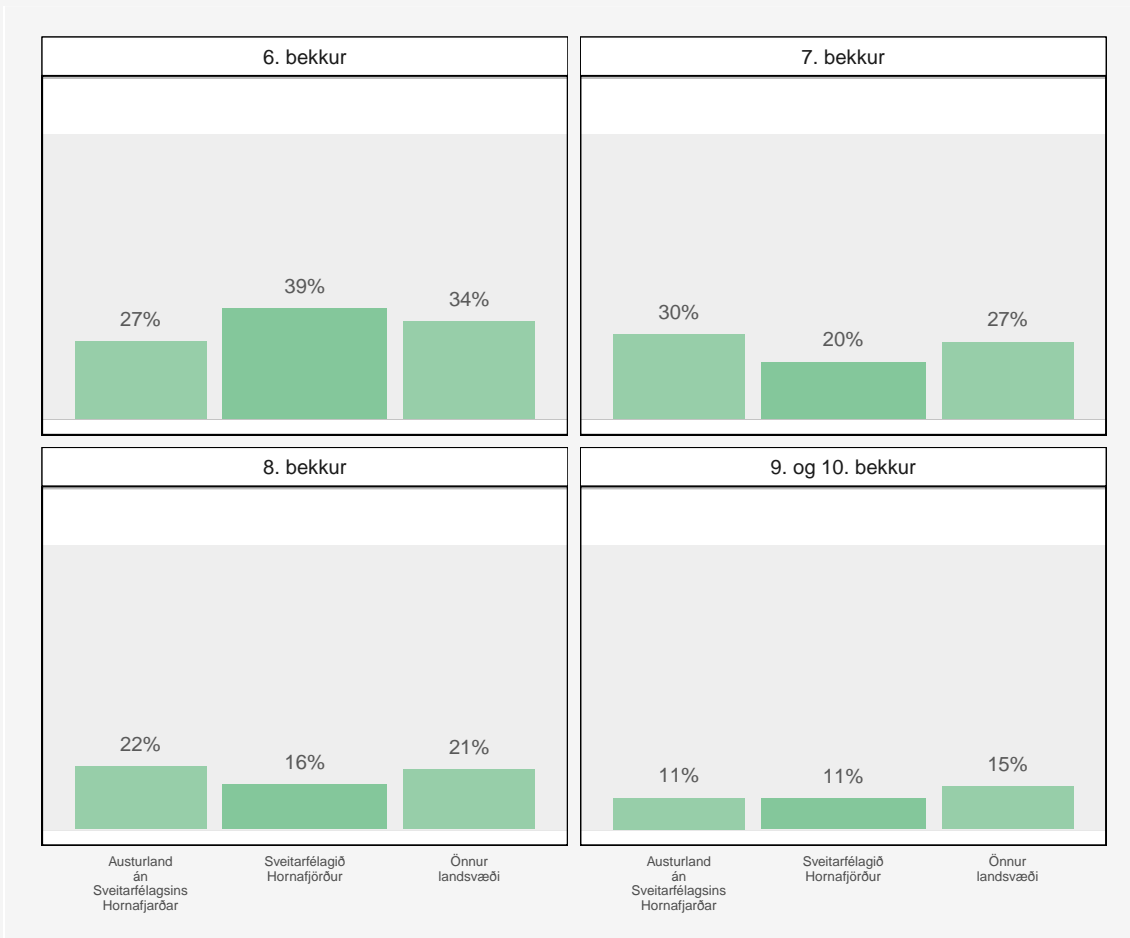 6. bekkur
27%
39%
34%
7. bekkur
30%
20%
27%
8. bekkur
22%
16%
21%
9. og 10. bekkur
11%
11%
15%
Austurland
án
Sveitarfélagsins
Hornafjarðar
Sveitarfélagið
Hornafjörður
Önnur
landsvæði
Austurland
án
Sveitarfélagsins
Hornafjarðar
Sveitarfélagið
Hornafjörður
Önnur
landsvæði